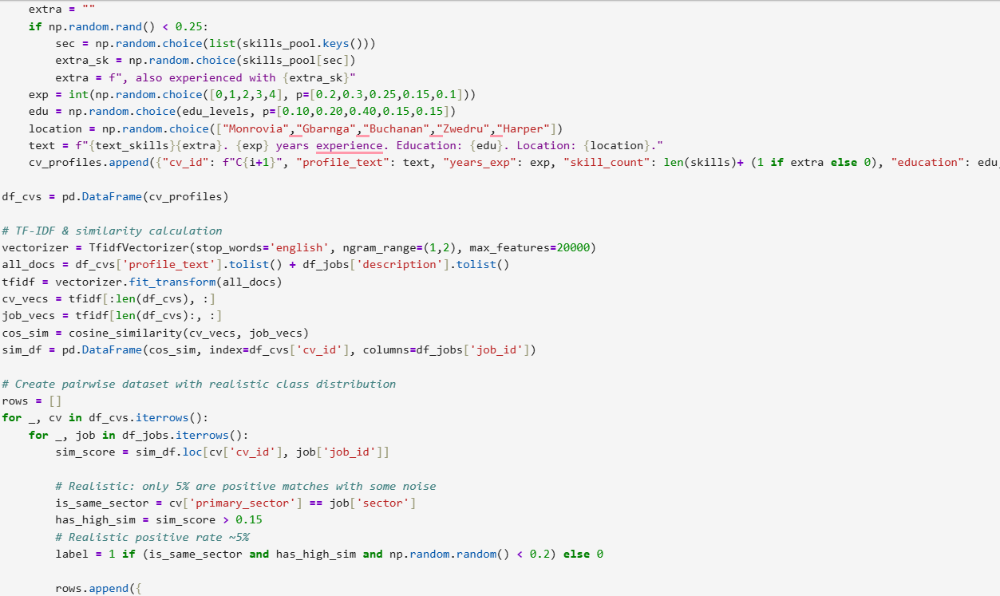 extra = ""
    if np.random.rand() < 0.25:
        sec = np.random.choice(list(skills_pool.keys()))
        extra_sk = np.random.choice(skills_pool[sec])
        extra = f", also experienced with {extra_sk}"
    exp = int(np.random.choice([0,1,2,3,4], p=[0.2,0.3,0.25,0.15,0.1]))
    edu = np.random.choice(edu_levels, p=[0.10,0.20,0.40,0.15,0.15])
    location = np.random.choice(["Monrovia","Gbarnga","Buchanan","Zwedru","Harper"])
    text = f"{text_skills}{extra}. {exp} years experience. Education: {edu}. Location: {location}."
    cv_profiles.append({"cv_id": f"C{i+1}", "profile_text": text, "years_exp": exp, "skill_count": len(skills)+ (1 if extra else 0), "education": edu,

df_cvs = pd.DataFrame(cv_profiles)

# TF-IDF & similarity calculation
vectorizer = TfidfVectorizer(stop_words='english', ngram_range=(1,2), max_features=20000)
all_docs = df_cvs['profile_text'].tolist() + df_jobs['description'].tolist()
tfidf = vectorizer.fit_transform(all_docs)
cv_vecs = tfidf[:len(df_cvs), :]
job_vecs = tfidf[len(df_cvs):, :]
cos_sim = cosine_similarity(cv_vecs, job_vecs)
sim_df = pd.DataFrame(cos_sim, index=df_cvs['cv_id'], columns=df_jobs['job_id'])

# Create pairwise dataset with realistic class distribution
rows = []
for _, cv in df_cvs.iterrows():
    for _, job in df_jobs.iterrows():
        sim_score = sim_df.loc[cv['cv_id'], job['job_id']]

        # Realistic: only 5% are positive matches with some noise
        is_same_sector = cv['primary_sector'] == job['sector']
        has_high_sim = sim_score > 0.15
        # Realistic positive rate ~5%
        label = 1 if (is_same_sector and has_high_sim and np.random.random() < 0.2) else 0

        rows.append({